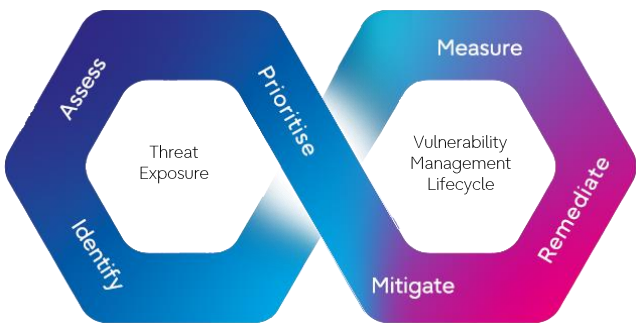 Assess
Prioritise
Threat
Exposure
Identify
Measure
Vulnerability
Management
Lifecycle
Remediate
Mitigate